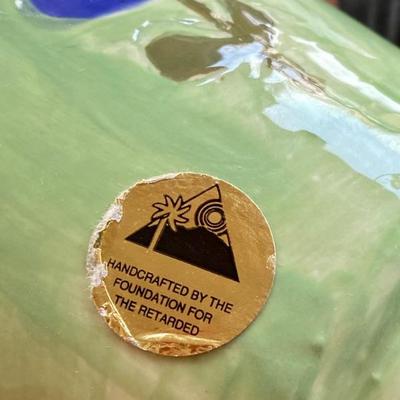 HANDCRAFTED BY THE
FOUNDATION FOR
THE RETARDED